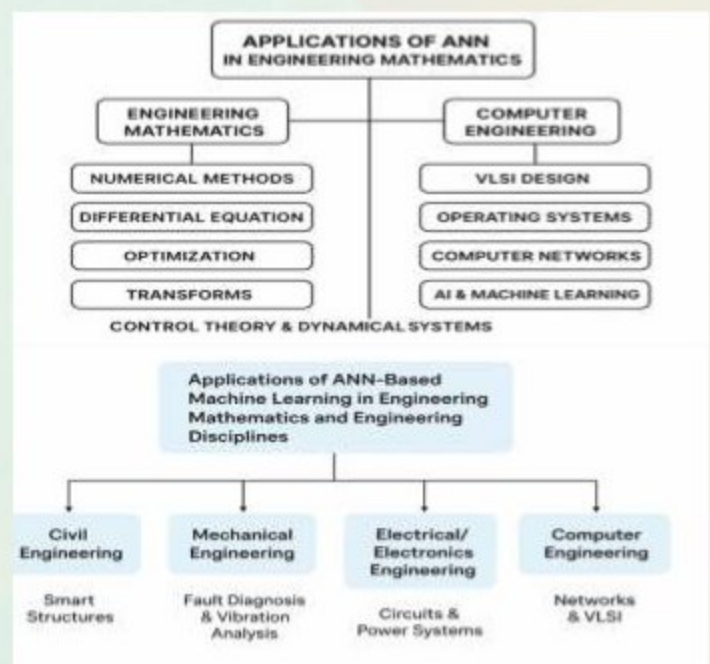 APPLICATIONS OF ANN
IN ENGINEERING MATHEMATICS
ENGINEERING
MATHEMATICS
NUMERICAL METHODS
DIFFERENTIAL EQUATION
OPTIMIZATION
TRANSFORMS
COMPUTER
ENGINEERING
VLSI DESIGN
OPERATING SYSTEMS
COMPUTER NETWORKS
AI & MACHINE LEARNING
CONTROL THEORY & DYNAMICAL SYSTEMS
Applications of ANN-Based
Machine Learning in Engineering
Mathematics and Engineering
Disciplines
Civil
Engineering
Smart
Structures
Mechanical
Engineering
Fault Diagnosis
& Vibration
Analysis
Electrical/
Electronics
Engineering
Circuits &
Power Systems
Computer
Engineering
Networks
& VLSI